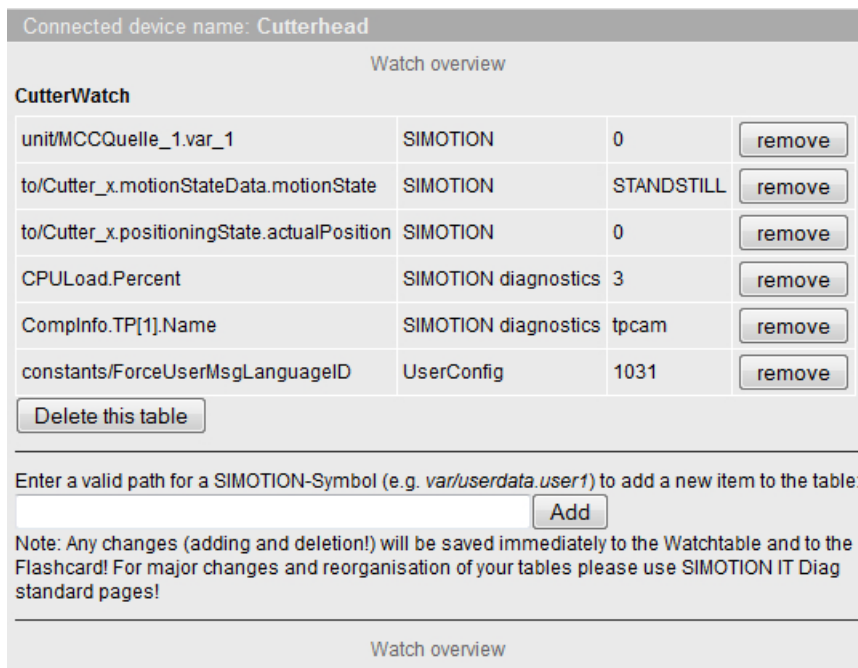 Connected device name: Cutterhead
Watch overview
CutterWatch
unit/MCCQuelle_1.var_1 SIMOTION 0 remove
to/Cutter_x.motionStateData.motionState SIMOTION STANDSTILL remove
to/Cutter_x.positioningState.actualPosition SIMOTION 0 remove
CPULoad.Percent SIMOTION diagnostics 3 remove
CompInfo.TP[1].Name SIMOTION diagnostics tpcam remove
constants/ForceUserMsgLanguageID UserConfig 1031 remove
Delete this table
Enter a valid path for a SIMOTION-Symbol (e.g. var/userdata.user1) to add a new item to the table:
Add
Note: Any changes (adding and deletion!) will be saved immediately to the Watchtable and to the
Flashcard! For major changes and reorganisation of your tables please use SIMOTION IT Diag
standard pages!
Watch overview